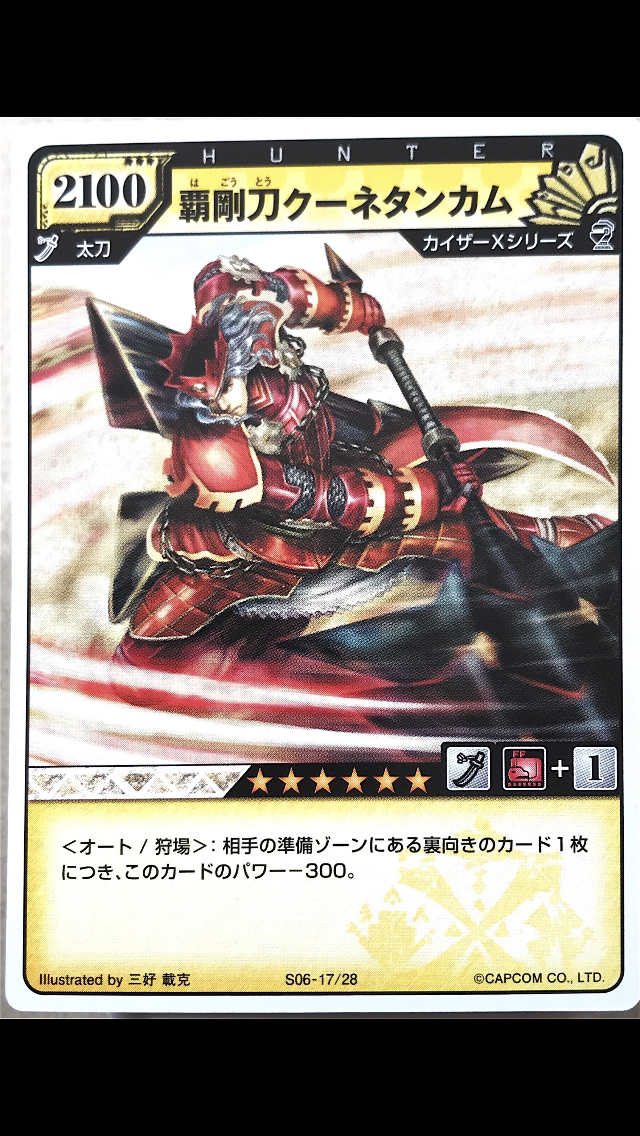 HUNTER
2100
は ごう とう
覇剛刀クーネタンカム
太刀
カイザーXシリーズ
FF
+ 1
<オート / 狩場>：相手の準備ゾーンにある裏向きのカード1枚
につき、このカードのパワー−300。
Illustrated by 三好 載克
S06-17/28
©CAPCOM CO., LTD.